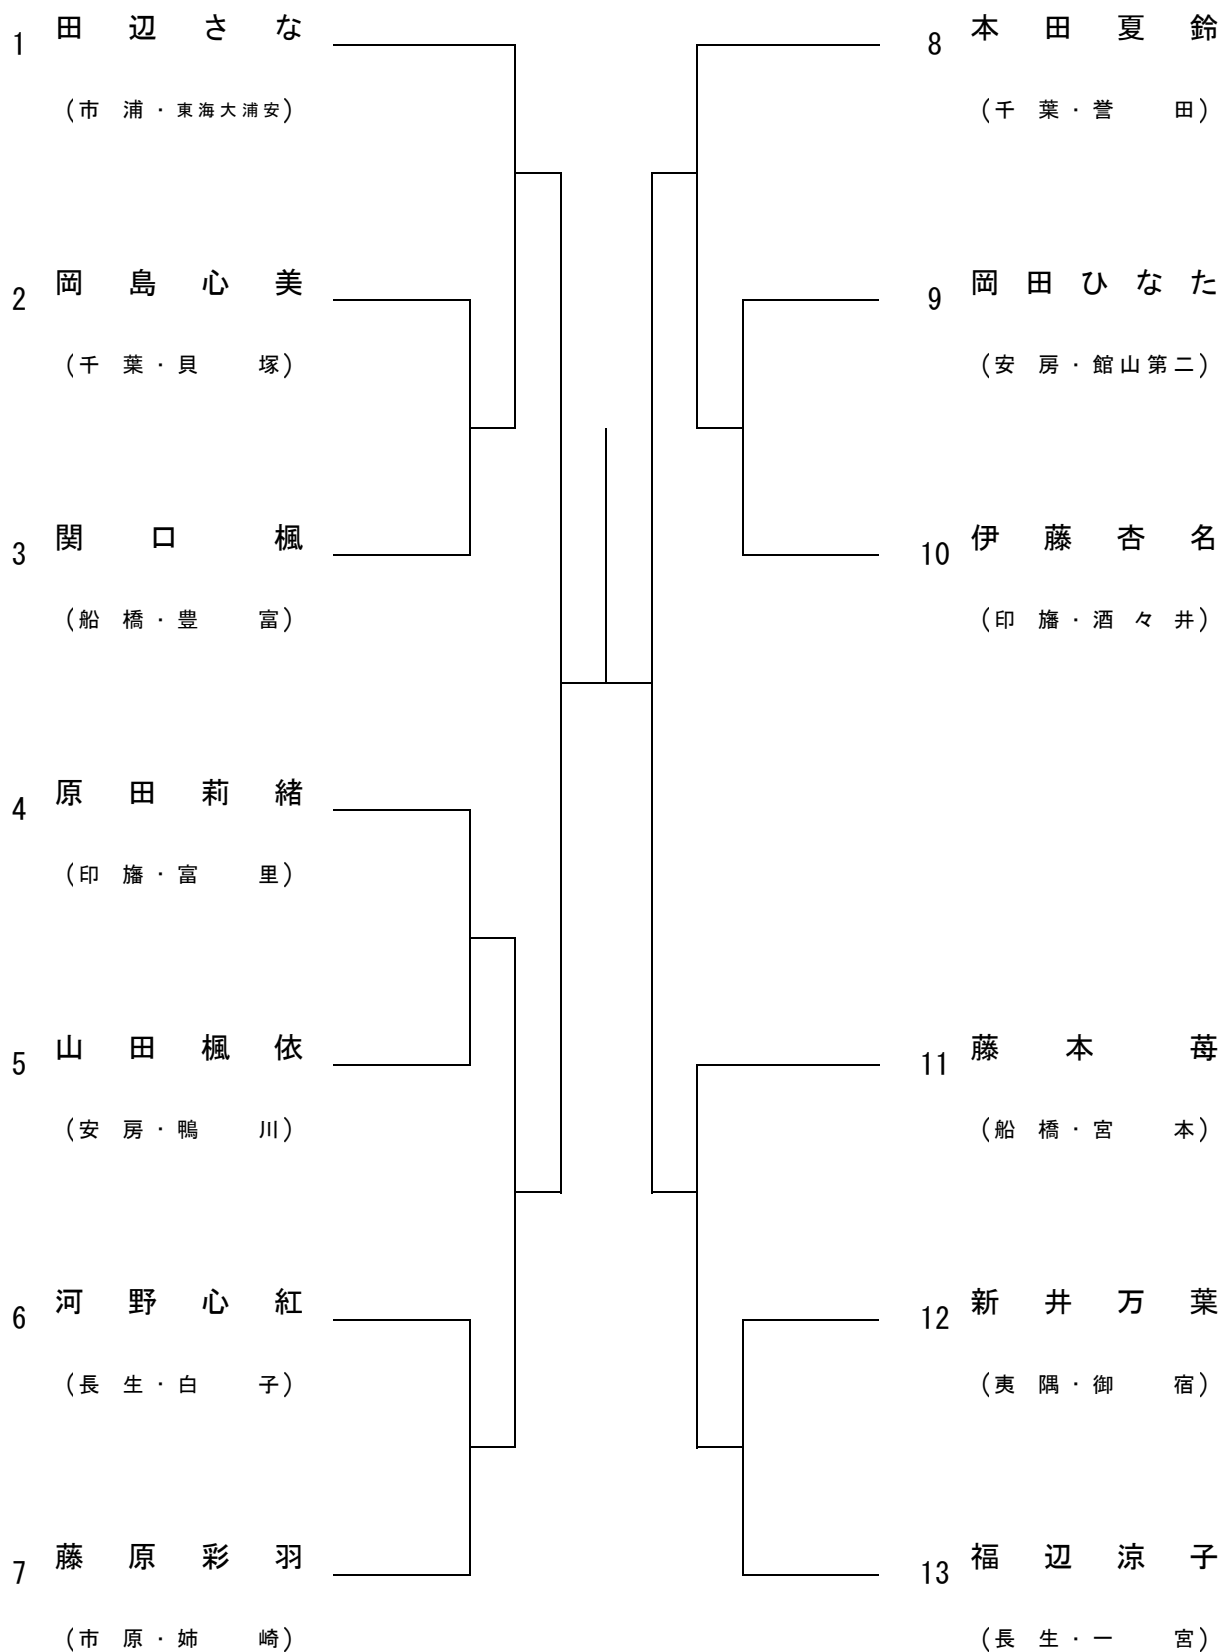 1 田辺さな
(市浦・東海大浦安)
2 岡島心美
(千葉・貝塚)
3 関口楓
(船橋・豊富)
4 原田莉緒
(印旛・富里)
5 山田楓依
(安房・鴨川)
6 河野心紅
(長生・白子)
7 藤原彩羽
(市原・姉崎)
8 本田夏鈴
(千葉・誉田)
9 岡田ひなた
(安房・館山第二)
10 伊藤杏名
(印旛・酒々井)
11 藤本苺
(船橋・宮本)
12 新井万葉
(夷隅・御宿)
13 福辺涼子
(長生・一宮)